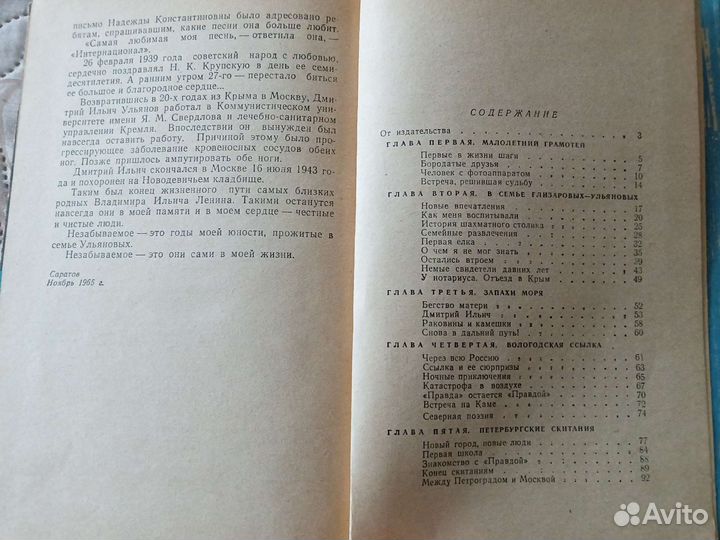 письмо Надежды Константиновны было адресовано ре-
бятам, спрашивавшим, какие песни она больше любит.
«Самая любимая моя песнь, — ответила она, —
«Интернационал».
26 февраля 1939 года советский народ с любовью,
сердечно поздравлял Н. К. Крупскую в день ее семи-
десятилетия. А ранним утром 27-го — перестало биться
ее большое и благородное сердце...
Возвратившись в 20-х годах из Крыма в Москву, Дми-
трий Ильич Ульянов работал в Коммунистическом уни-
верситете имени Я. М. Свердлова и лечебно-санитарном
управлении Кремля. Впоследствии он вынужден был
навсегда оставить работу. Причиной этому было про-
грессирующее заболевание кровеносных сосудов обеих
ног. Позже пришлось ампутировать обе ноги.
Дмитрий Ильич скончался в Москве 16 июня 1943 года
и похоронен на Новодевичьем кладбище.
Таким был конец жизненного пути самых близких
родных Владимира Ильича Ленина. Такими останутся
навсегда они в моей памяти и в моем сердце — честные
и чистые люди.
Незабываемое — это годы моей юности, прожитые в
семье Ульяновых.
Незабываемое — это они сами в моей жизни.
Саратов
Ноябрь 1965 г.
СОДЕРЖАНИЕ
От издательства 3
ГЛАВА ПЕРВАЯ. МАЛОЛЕТНИЙ ГРАМОТЕЙ
Первые в жизни шаги 5
Бородатые друзья 7
Человек с фотоаппаратом 10
Встреча, решившая судьбу 14
ГЛАВА ВТОРАЯ. В СЕМЬЕ ЕЛИЗАРОВЫХ—УЛЬЯНОВЫХ
Новые впечатления 17
Как меня воспитывали 20
История шахматного столика 25
Семейные развлечения 28
Первая елка 32
О чем я не мог знать 35
Остались втроем 39
Немые свидетели давних лет 43
У нотариуса. Отъезд в Крым 49
ГЛАВА ТРЕТЬЯ. ЗАПАХИ МОРЯ
Бегство матери 52
Дмитрий Ильич 53
Раковины и камешки 58
Снова в дальний путь! 60
ГЛАВА ЧЕТВЕРТАЯ. ВОЛОГОДСКАЯ ССЫЛКА
Через всю Россию 61
Ссылка и ее сюрпризы 63
Ночные приключения 65
Катастрофа в воздухе 67
«Правда» остается «Правдой» 70
Встреча на Каме 72
Северная поэзия 74
ГЛАВА ПЯТАЯ. ПЕТЕРБУРГСКИЕ СКИТАНИЯ
Новый город, новые люди 77
Первая школа 84
Знакомство с «Правдой» 88
Конец скитаниям 89
Между Петроградом и Москвой 92
Avito